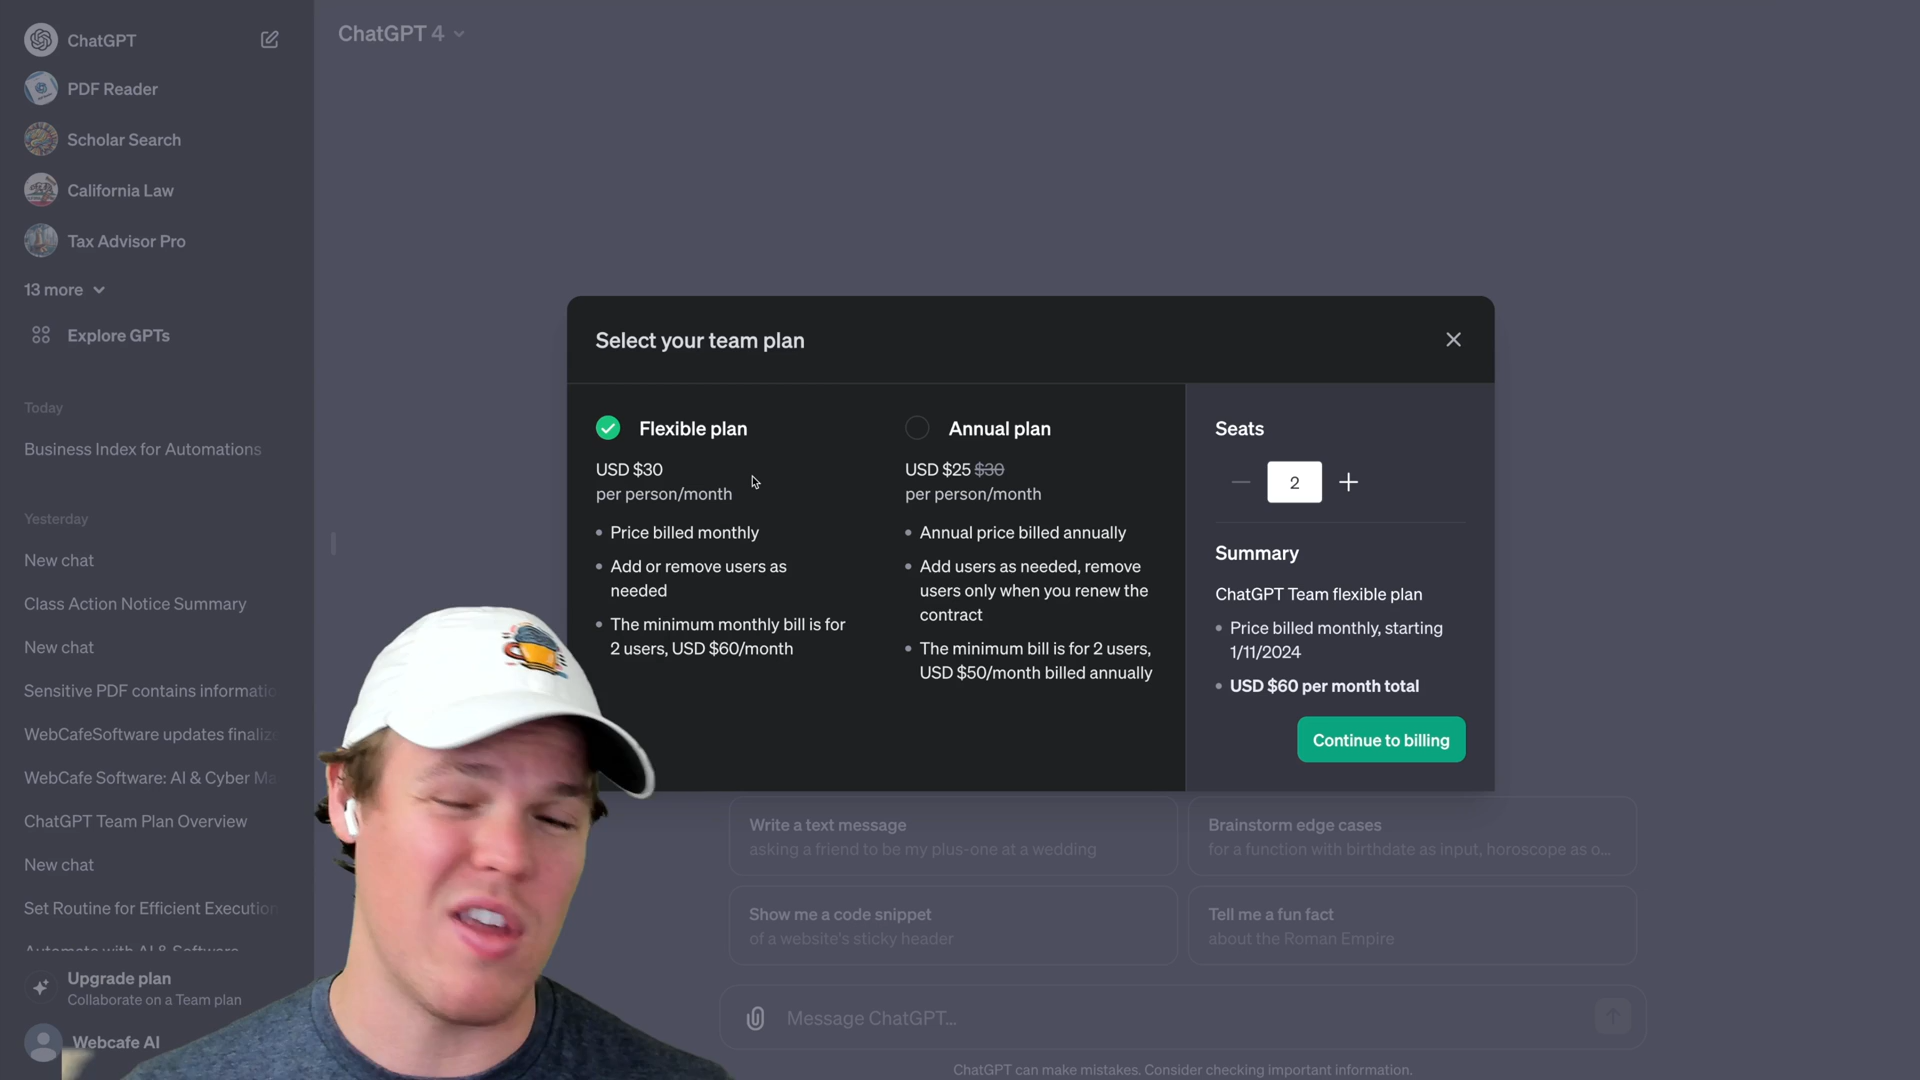 ChatGPT
PDF Reader
Scholar Search
California Law
Tax Advisor Pro
13 more
Explore GPTs
Today
Business Index for Automations
Yesterday
New chat
Class Action Notice Summary
New chat
Sensitive PDF contains informatio
WebCafeSoftware updates finaliz
WebCafe Software: AI & Cyber Ma
ChatGPT Team Plan Overview
New chat
Set Routine for Efficient Execution
Automate with AI & Software
Upgrade plan
Collaborate on a Team plan
Webcafe AI
ChatGPT 4
Select your team plan
Flexible plan
USD $30
per person/month
• Price billed monthly
• Add or remove users as
needed
• The minimum monthly bill is for
2 users, USD $60/month
Annual plan
USD $25 $30
per person/month
• Annual price billed annually
• Add users as needed, remove
users only when you renew the
contract
• The minimum bill is for 2 users,
USD $50/month billed annually
Seats
2
Summary
ChatGPT Team flexible plan
• Price billed monthly, starting
1/11/2024
• USD $60 per month total
Continue to billing
Write a text message
asking a friend to be my plus-one at a wedding
Brainstorm edge cases
for a function with birthdate as input, horoscope as o...
Show me a code snippet
of a website's sticky header
Tell me a fun fact
about the Roman Empire
Message ChatGPT...
ChatGPT can make mistakes. Consider checking important information.